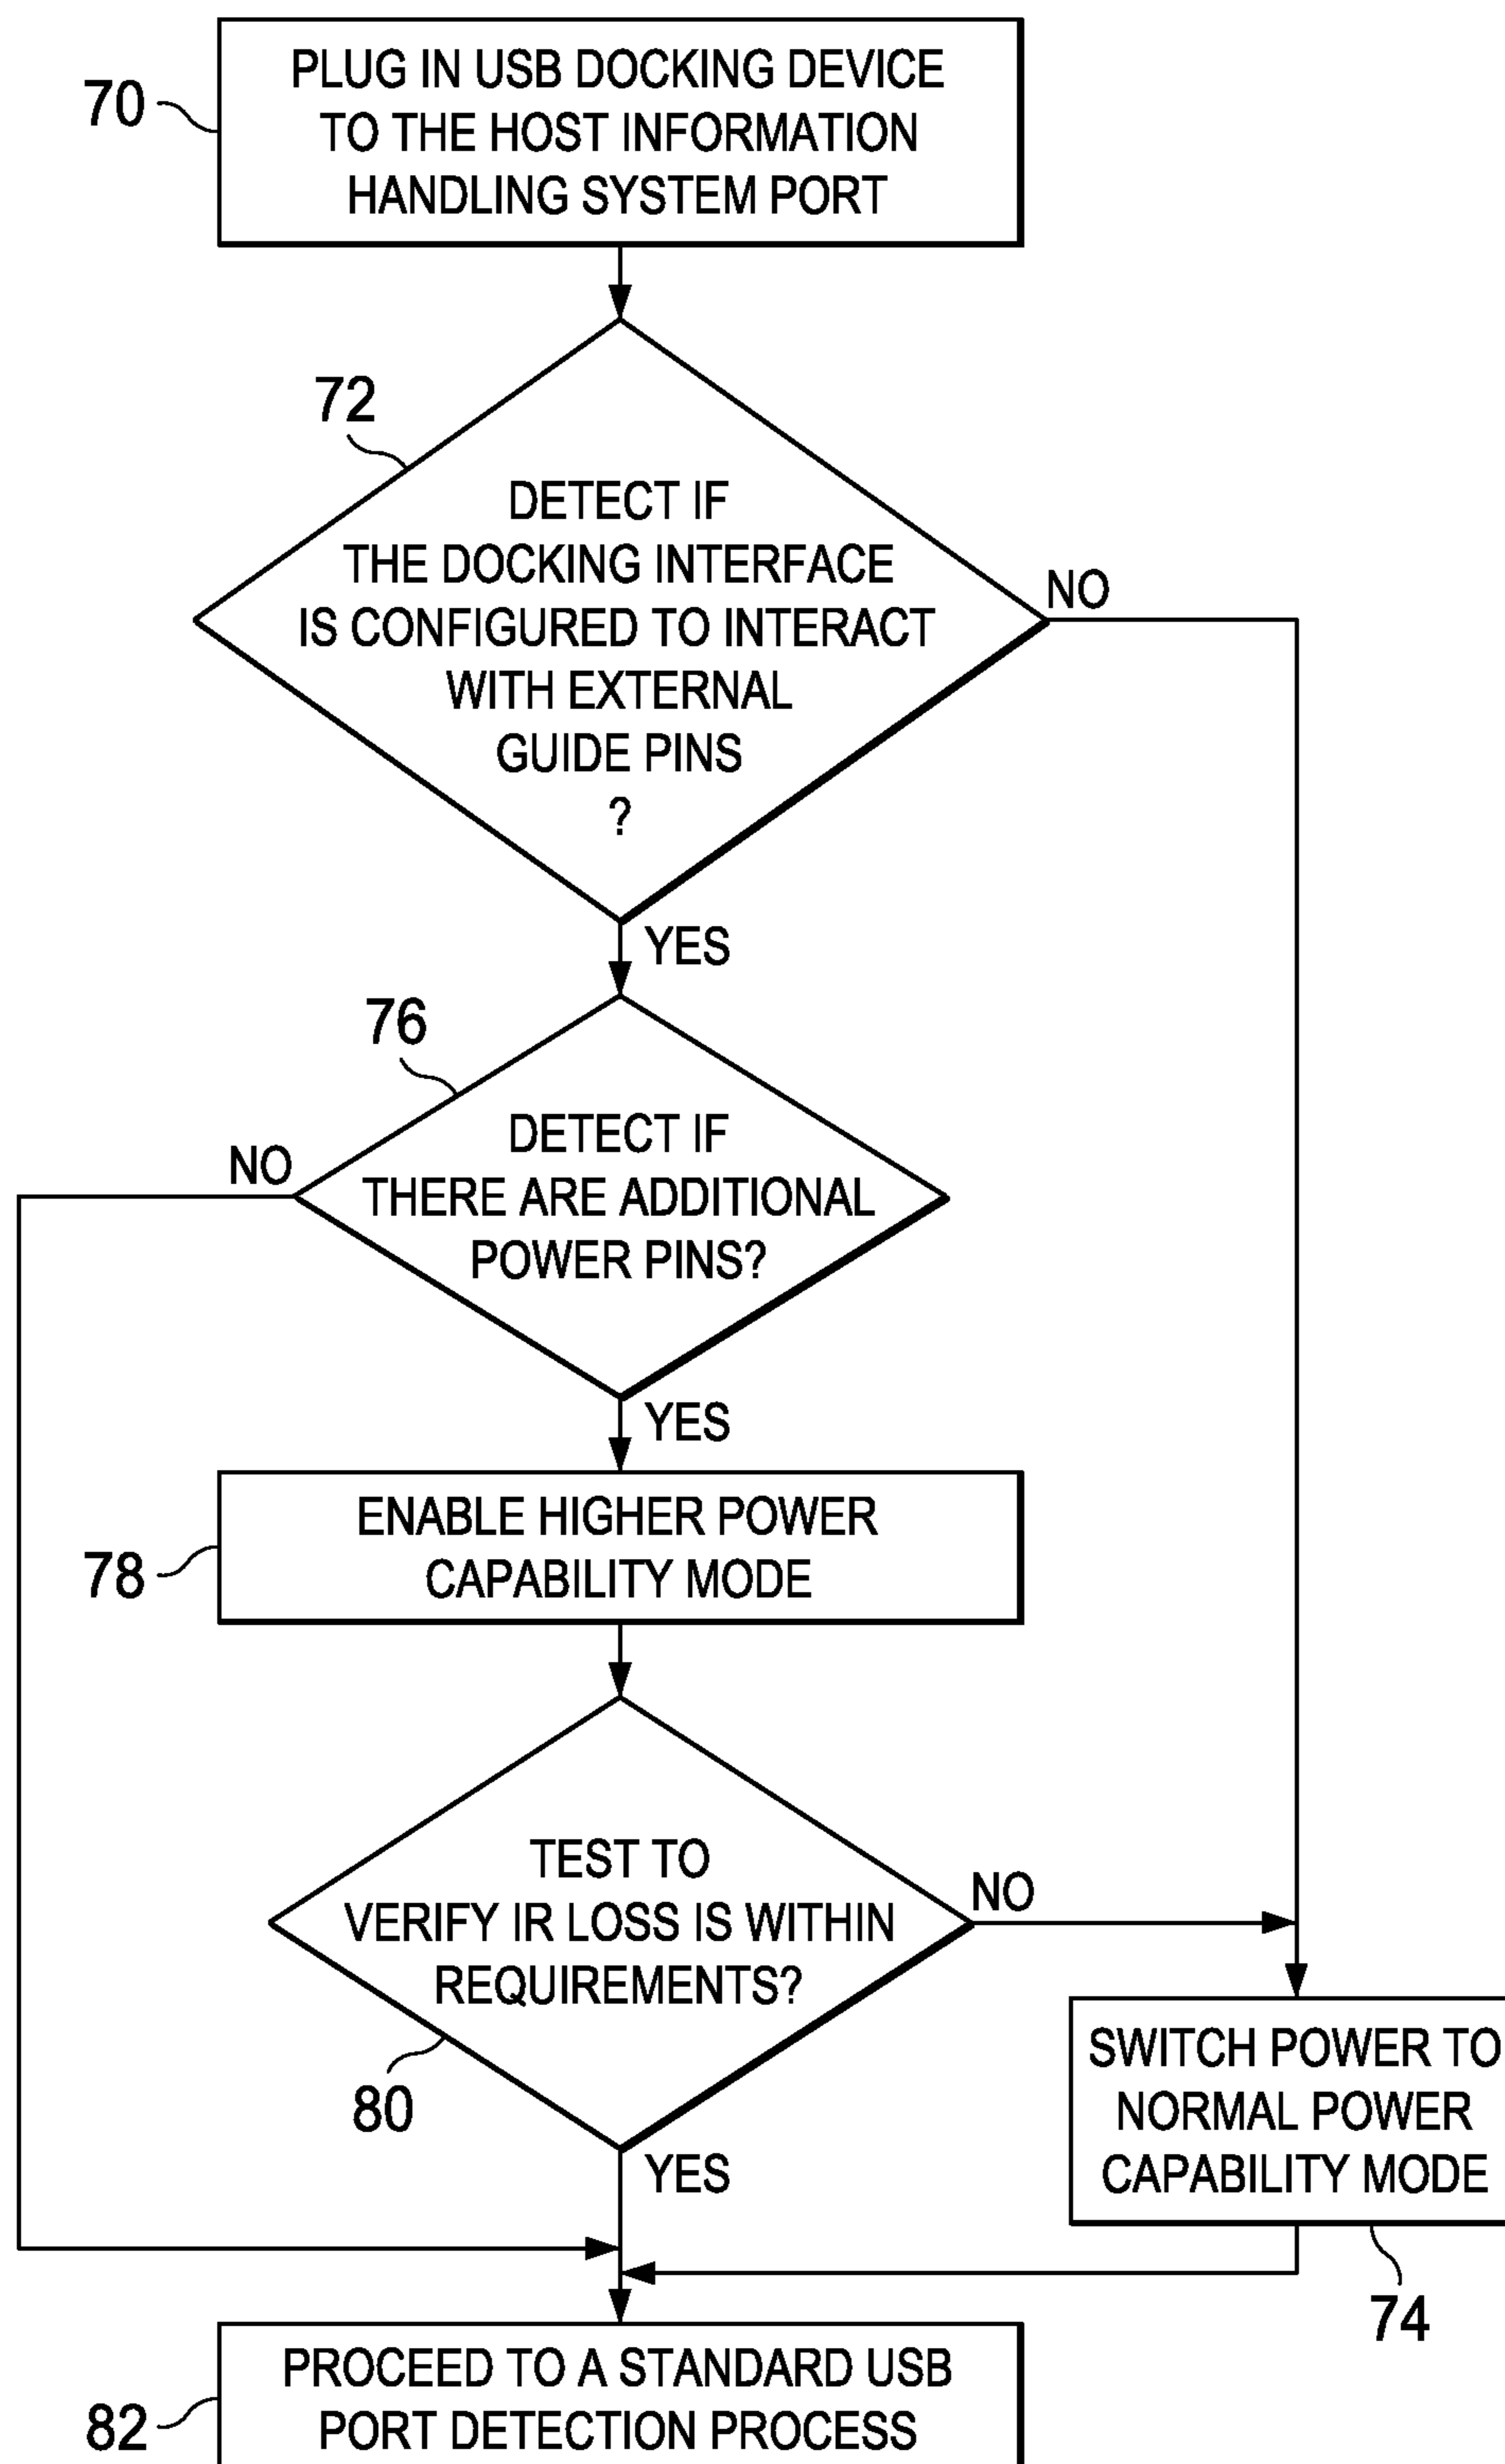 70
PLUG IN USB DOCKING DEVICE
TO THE HOST INFORMATION
HANDLING SYSTEM PORT
72
DETECT IF
THE DOCKING INTERFACE
IS CONFIGURED TO INTERACT
WITH EXTERNAL
GUIDE PINS
?
NO
YES
76
DETECT IF
THERE ARE ADDITIONAL
POWER PINS?
NO
YES
78
ENABLE HIGHER POWER
CAPABILITY MODE
TEST TO
VERIFY IR LOSS IS WITHIN
REQUIREMENTS?
NO
80
YES
SWITCH POWER TO
NORMAL POWER
CAPABILITY MODE
74
82
PROCEED TO A STANDARD USB
PORT DETECTION PROCESS